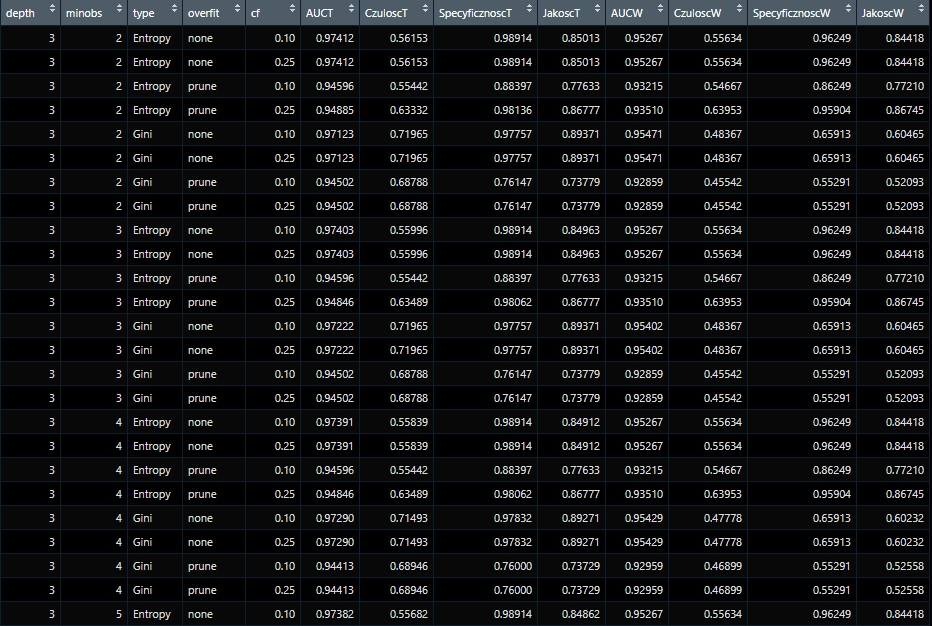 depth minobs type overfit cf AUCT CzuloscT SpecyficznoscT JakoscT AUCW CzuloscW SpecyficznoscW JakoscW
3 2 Entropy none 0.10 0.97412 0.56153 0.98914 0.85013 0.95267 0.55634 0.96249 0.84418
3 2 Entropy none 0.25 0.97412 0.56153 0.98914 0.85013 0.95267 0.55634 0.96249 0.84418
3 2 Entropy prune 0.10 0.94596 0.55442 0.88397 0.77633 0.93215 0.54667 0.86249 0.77210
3 2 Entropy prune 0.25 0.94885 0.63332 0.98136 0.86777 0.93510 0.63953 0.95904 0.86745
3 2 Gini none 0.10 0.97123 0.71965 0.97757 0.89371 0.95471 0.48367 0.65913 0.60465
3 2 Gini none 0.25 0.97123 0.71965 0.97757 0.89371 0.95471 0.48367 0.65913 0.60465
3 2 Gini prune 0.10 0.94502 0.68788 0.76147 0.73779 0.92859 0.45542 0.55291 0.52093
3 2 Gini prune 0.25 0.94502 0.68788 0.76147 0.73779 0.92859 0.45542 0.55291 0.52093
3 3 Entropy none 0.10 0.97403 0.55996 0.98914 0.84963 0.95267 0.55634 0.96249 0.84418
3 3 Entropy none 0.25 0.97403 0.55996 0.98914 0.84963 0.95267 0.55634 0.96249 0.84418
3 3 Entropy prune 0.10 0.94596 0.55442 0.88397 0.77633 0.93215 0.54667 0.86249 0.77210
3 3 Entropy prune 0.25 0.94846 0.63489 0.98062 0.86777 0.93510 0.63953 0.95904 0.86745
3 3 Gini none 0.10 0.97222 0.71965 0.97757 0.89371 0.95402 0.48367 0.65913 0.60465
3 3 Gini none 0.25 0.97222 0.71965 0.97757 0.89371 0.95402 0.48367 0.65913 0.60465
3 3 Gini prune 0.10 0.94502 0.68788 0.76147 0.73779 0.92859 0.45542 0.55291 0.52093
3 3 Gini prune 0.25 0.94502 0.68788 0.76147 0.73779 0.92859 0.45542 0.55291 0.52093
3 4 Entropy none 0.10 0.97391 0.55839 0.98914 0.84912 0.95267 0.55634 0.96249 0.84418
3 4 Entropy none 0.25 0.97391 0.55839 0.98914 0.84912 0.95267 0.55634 0.96249 0.84418
3 4 Entropy prune 0.10 0.94596 0.55442 0.88397 0.77633 0.93215 0.54667 0.86249 0.77210
3 4 Entropy prune 0.25 0.94846 0.63489 0.98062 0.86777 0.93510 0.63953 0.95904 0.86745
3 4 Gini none 0.10 0.97290 0.71493 0.97832 0.89271 0.95429 0.47778 0.65913 0.60232
3 4 Gini none 0.25 0.97290 0.71493 0.97832 0.89271 0.95429 0.47778 0.65913 0.60232
3 4 Gini prune 0.10 0.94413 0.68946 0.76000 0.73729 0.92959 0.46899 0.55291 0.52558
3 4 Gini prune 0.25 0.94413 0.68946 0.76000 0.73729 0.92959 0.46899 0.55291 0.52558
3 5 Entropy none 0.10 0.97382 0.55682 0.98914 0.84862 0.95267 0.55634 0.96249 0.84418